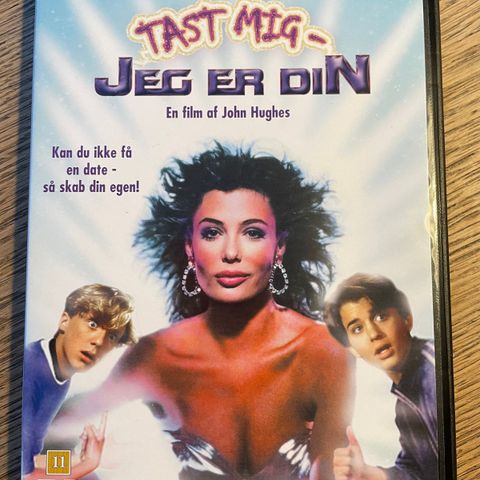 TAST MIG -
JEG ER DIN
En film af John Hughes
Kan du ikke få
en date -
så skab din egen!
11